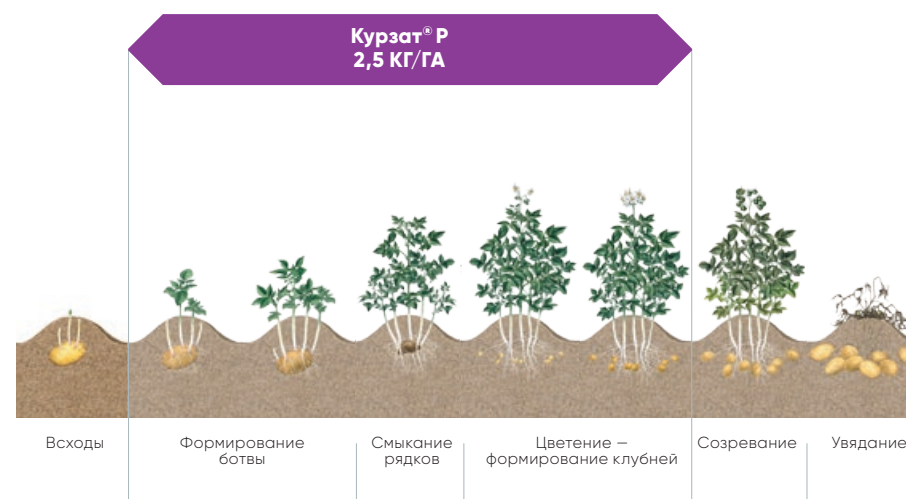 Курзат® Р
2,5 КГ/ГА
Всходы
Формирование
ботвы
Смыкание
рядков
Цветение —
формирование клубней
Созревание
Увядание